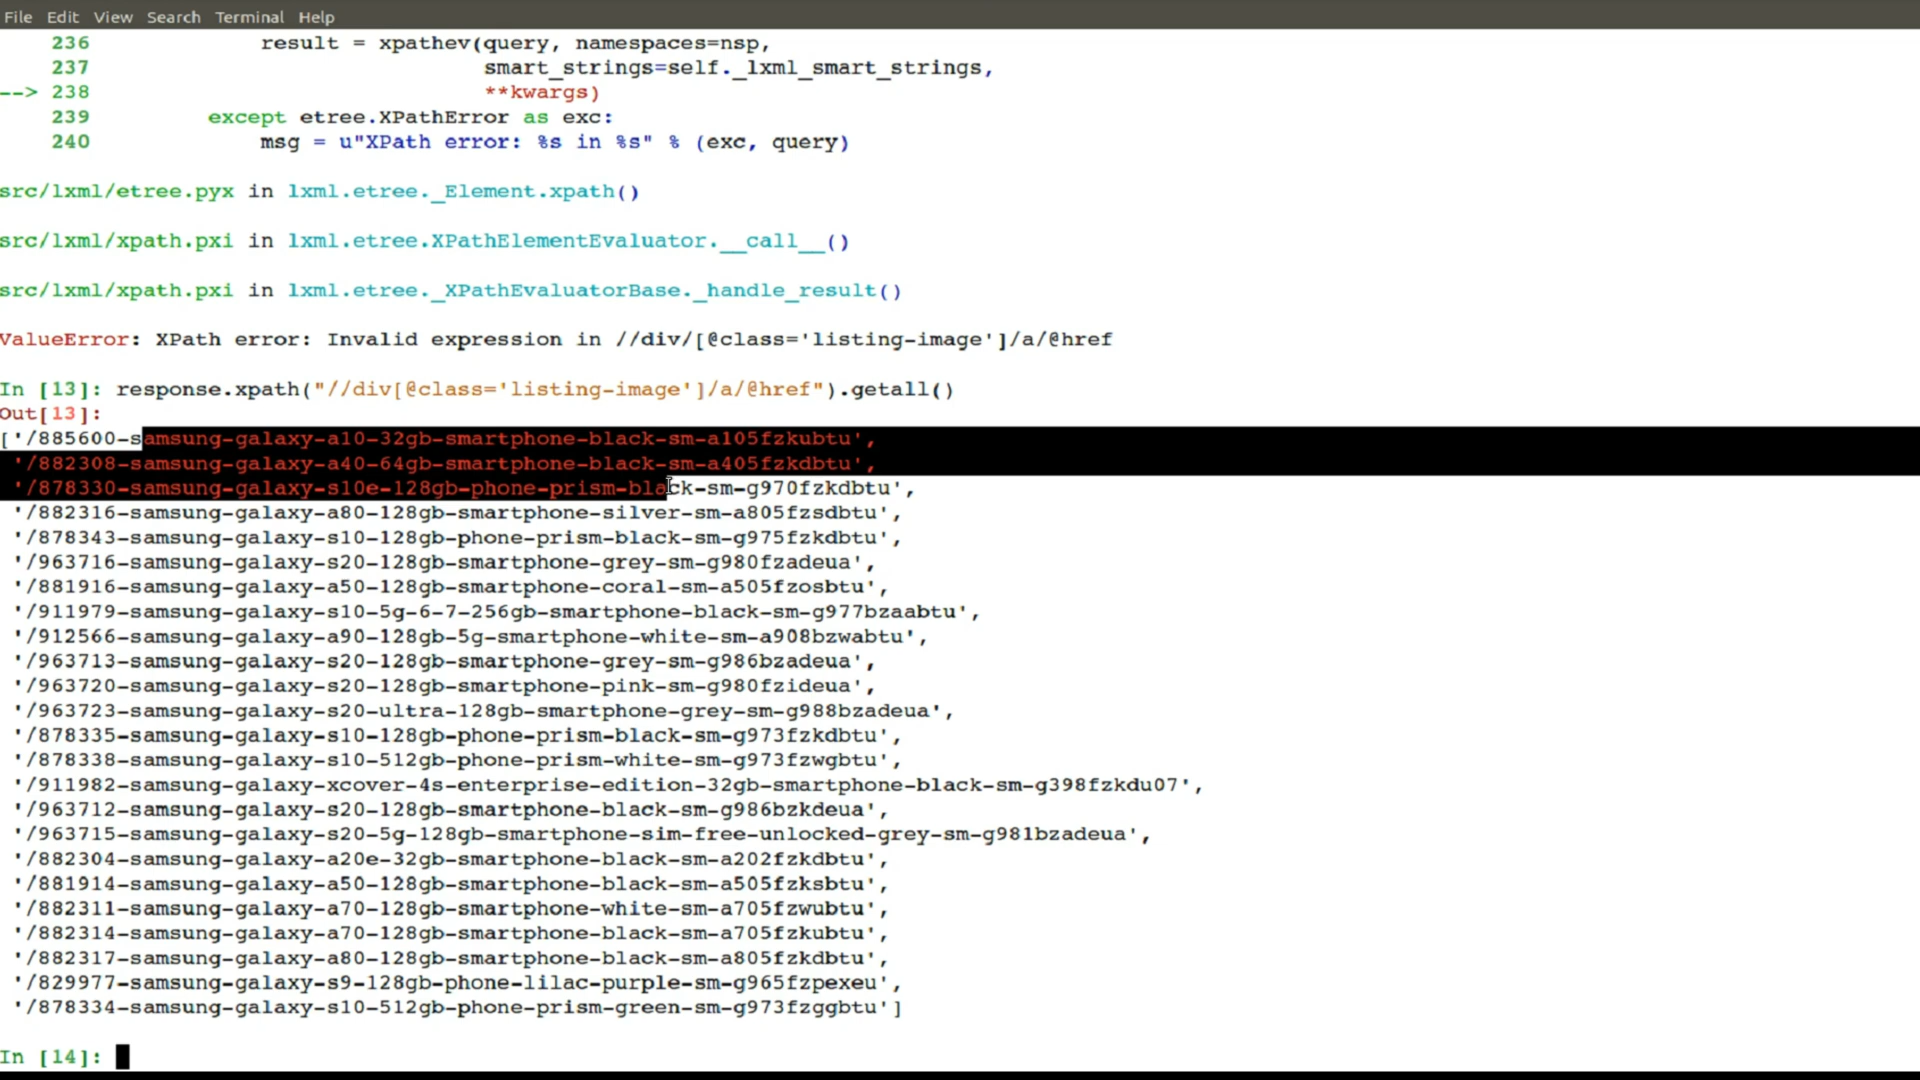 File Edit View Search Terminal Help
236 result = xpathev(query, namespaces=nsp,
237 smart_strings=self._lxml_smart_strings,
--> 238 **kwargs)
239 except etree.XPathError as exc:
240 msg = u"XPath error: %s in %s" % (exc, query)
src/lxml/etree.pyx in lxml.etree._Element.xpath()
src/lxml/xpath.pxi in lxml.etree.XPathElementEvaluator.__call__()
src/lxml/xpath.pxi in lxml.etree._XPathEvaluatorBase._handle_result()
ValueError: XPath error: Invalid expression in //div/[@class='listing-image']/a/@href
In [13]: response.xpath("//div[@class='listing-image']/a/@href").getall()
Out[13]:
['/885600-samsung-galaxy-a10-32gb-smartphone-black-sm-a105fzkubtu',
'/882308-samsung-galaxy-a40-64gb-smartphone-black-sm-a405fzkdbtu',
'/878330-samsung-galaxy-s10e-128gb-phone-prism-black-sm-g970fzkdbtu',
'/882316-samsung-galaxy-a80-128gb-smartphone-silver-sm-a805fzsdbtu',
'/878343-samsung-galaxy-s10-128gb-phone-prism-black-sm-g975fzkdbtu',
'/963716-samsung-galaxy-s20-128gb-smartphone-grey-sm-g980fzadeua',
'/881916-samsung-galaxy-a50-128gb-smartphone-coral-sm-a505fzosbtu',
'/911979-samsung-galaxy-s10-5g-6-7-256gb-smartphone-black-sm-g977bzaabtu',
'/912566-samsung-galaxy-a90-128gb-5g-smartphone-white-sm-a908bzwabtu',
'/963713-samsung-galaxy-s20-128gb-smartphone-grey-sm-g986bzadeua',
'/963720-samsung-galaxy-s20-128gb-smartphone-pink-sm-g980fzideua',
'/963723-samsung-galaxy-s20-ultra-128gb-smartphone-grey-sm-g988bzadeua',
'/878335-samsung-galaxy-s10-128gb-phone-prism-black-sm-g973fzkdbtu',
'/878338-samsung-galaxy-s10-512gb-phone-prism-white-sm-g973fzwgbtu',
'/911982-samsung-galaxy-xcover-4s-enterprise-edition-32gb-smartphone-black-sm-g398fzkdu07',
'/963712-samsung-galaxy-s20-128gb-smartphone-black-sm-g986bzkdeua',
'/963715-samsung-galaxy-s20-5g-128gb-smartphone-sim-free-unlocked-grey-sm-g981bzadeua',
'/882304-samsung-galaxy-a20e-32gb-smartphone-black-sm-a202fzkdbtu',
'/881914-samsung-galaxy-a50-128gb-smartphone-black-sm-a505fzksbtu',
'/882311-samsung-galaxy-a70-128gb-smartphone-white-sm-a705fzwubtu',
'/882314-samsung-galaxy-a70-128gb-smartphone-black-sm-a705fzkubtu',
'/882317-samsung-galaxy-a80-128gb-smartphone-black-sm-a805fzkdbtu',
'/829977-samsung-galaxy-s9-128gb-phone-lilac-purple-sm-g965fzpexeu',
'/878334-samsung-galaxy-s10-512gb-phone-prism-green-sm-g973fzggbtu']
In [14]: